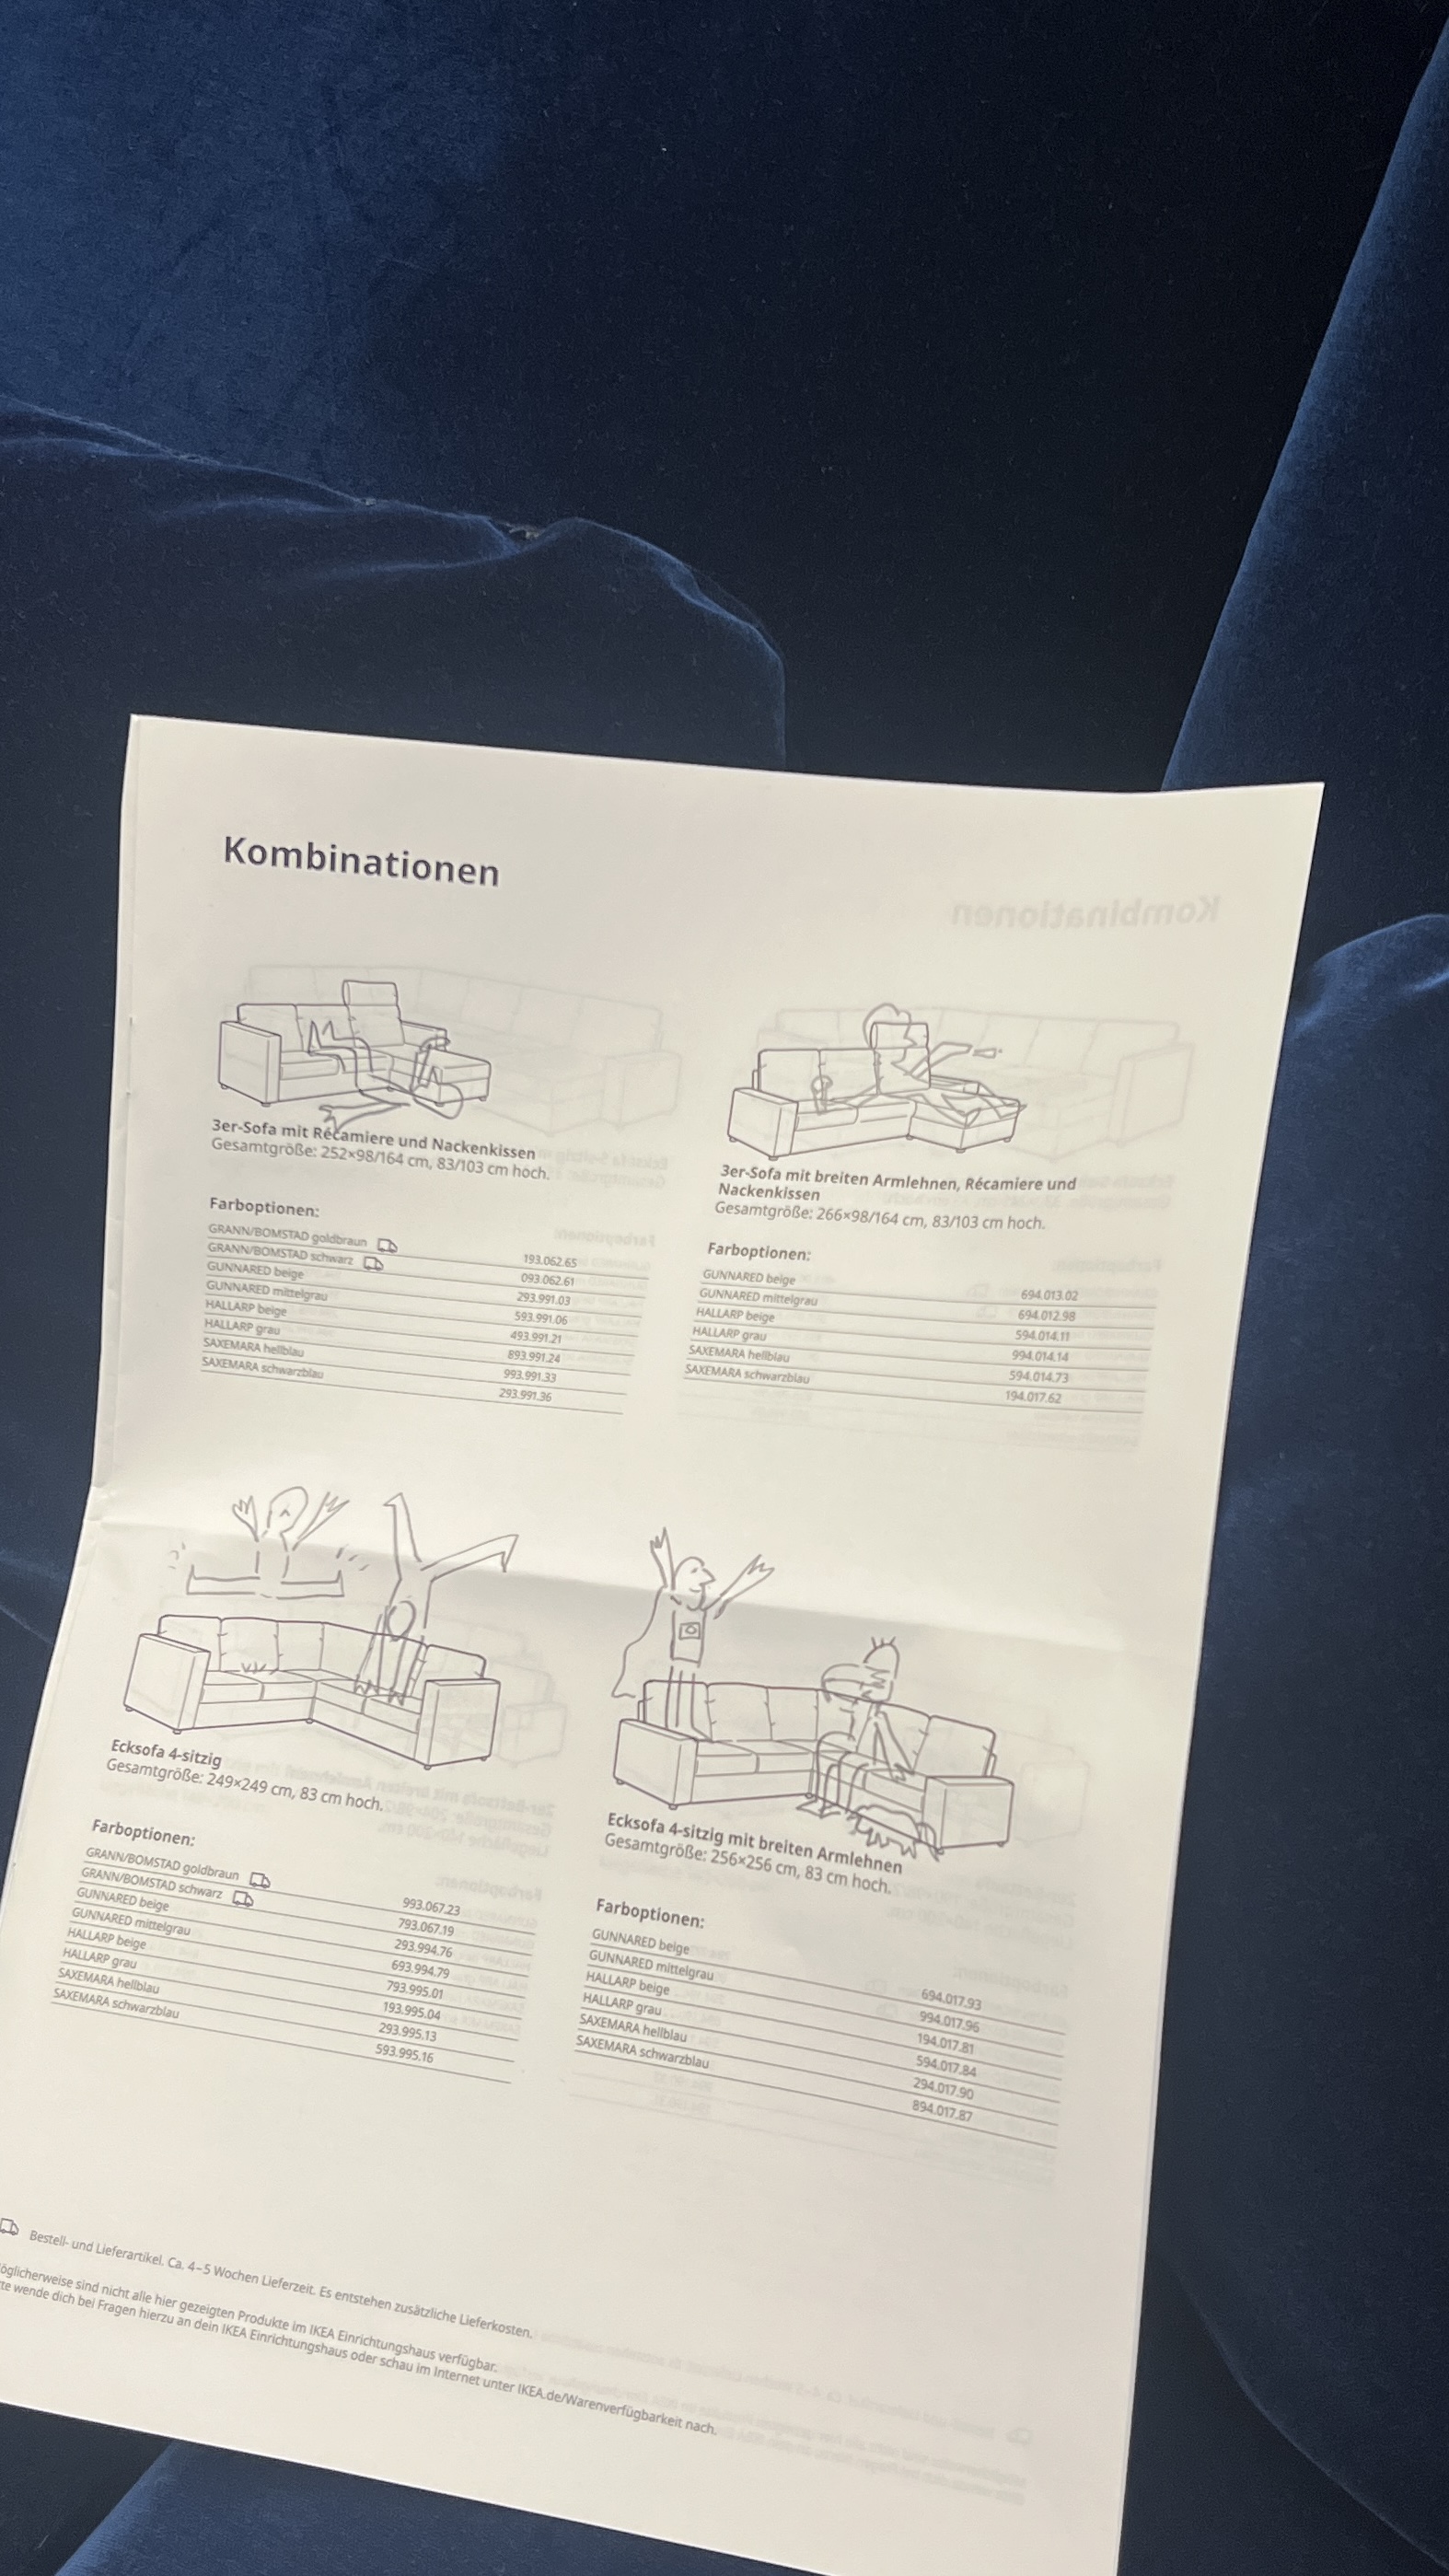 Kombinationen
3er-Sofa mit Récamiere und Nackenkissen
Gesamtgröße: 252×98/164 cm, 83/103 cm hoch.
Farboptionen:
GRANN/BOMSTAD goldbraun 193.062.65
GRANN/BOMSTAD schwarz 093.062.61
GUNNARED beige 293.991.03
GUNNARED mittelgrau 593.991.06
HALLARP beige 493.991.21
HALLARP grau 893.991.24
SAXEMARA hellblau 993.991.33
SAXEMARA schwarzblau 293.991.36
3er-Sofa mit breiten Armlehnen, Récamiere und
Nackenkissen
Gesamtgröße: 266×98/164 cm, 83/103 cm hoch.
Farboptionen:
GUNNARED beige 694.013.02
GUNNARED mittelgrau 694.012.98
HALLARP beige 594.014.11
HALLARP grau 994.014.14
SAXEMARA hellblau 594.014.73
SAXEMARA schwarzblau 194.017.62
Ecksofa 4-sitzig
Gesamtgröße: 249×249 cm, 83 cm hoch.
Farboptionen:
GRANN/BOMSTAD goldbraun 993.067.23
GRANN/BOMSTAD schwarz 793.067.19
GUNNARED beige 293.994.76
GUNNARED mittelgrau 693.994.79
HALLARP beige 793.995.01
HALLARP grau 193.995.04
SAXEMARA hellblau 293.995.13
SAXEMARA schwarzblau 593.995.16
Ecksofa 4-sitzig mit breiten Armlehnen
Gesamtgröße: 256×256 cm, 83 cm hoch.
Farboptionen:
GUNNARED beige 694.017.93
GUNNARED mittelgrau 994.017.96
HALLARP beige 194.017.81
HALLARP grau 594.017.84
SAXEMARA hellblau 294.017.90
SAXEMARA schwarzblau 894.017.87
Bestell- und Lieferartikel. Ca. 4–5 Wochen Lieferzeit. Es entstehen zusätzliche Lieferkosten.
öglicherweise sind nicht alle hier gezeigten Produkte im IKEA Einrichtungshaus verfügbar.
te wende dich bei Fragen hierzu an dein IKEA Einrichtungshaus oder schau im Internet unter IKEA.de/Warenverfügbarkeit nach.